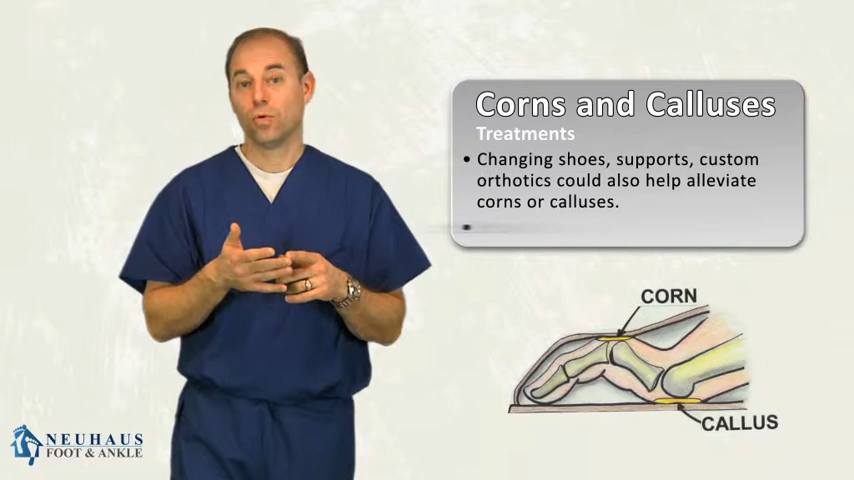 Corns and Calluses
Treatments
• Changing shoes, supports, custom
orthotics could also help alleviate
corns or calluses.
CORN
CALLUS
NEUHAUS
FOOT & ANKLE